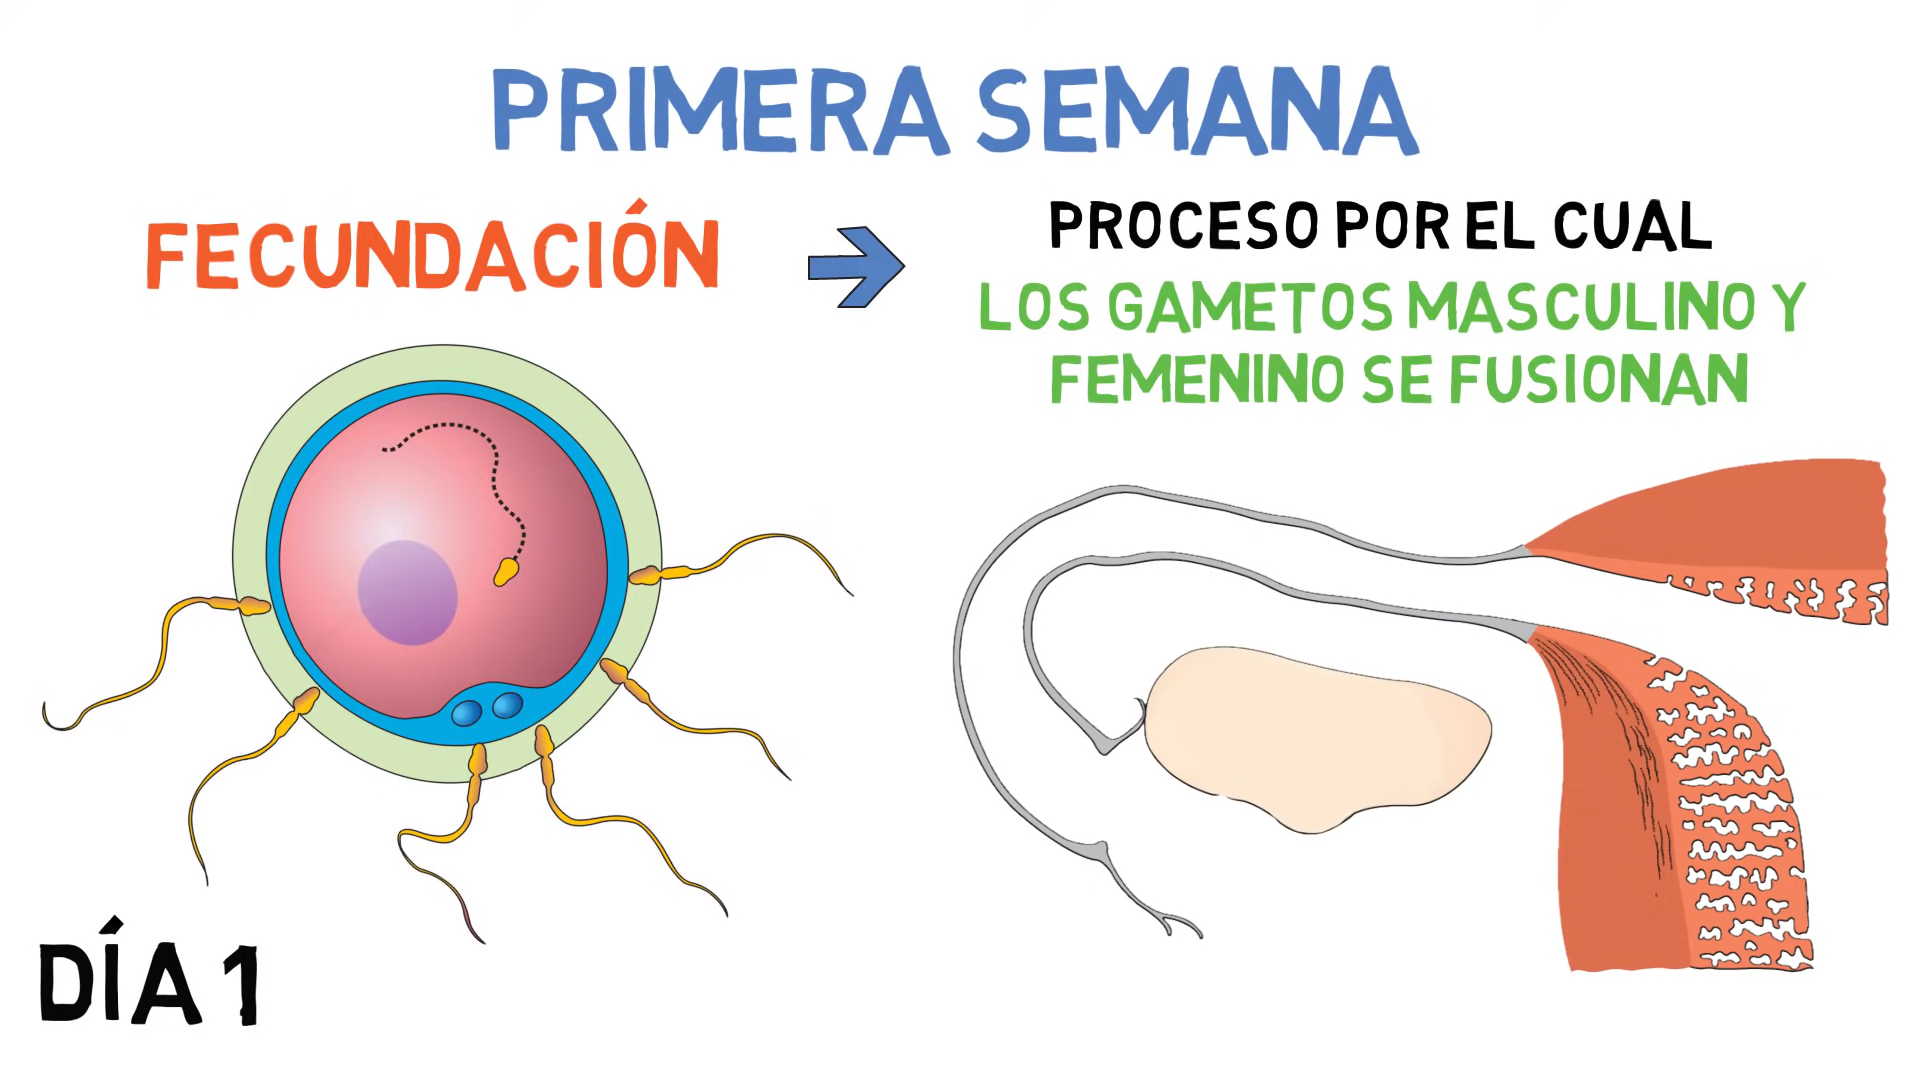 PRIMERA SEMANA
FECUNDACIÓN
PROCESO POR EL CUAL
LOS GAMETOS MASCULINO Y
FEMENINO SE FUSIONAN
DÍA 1